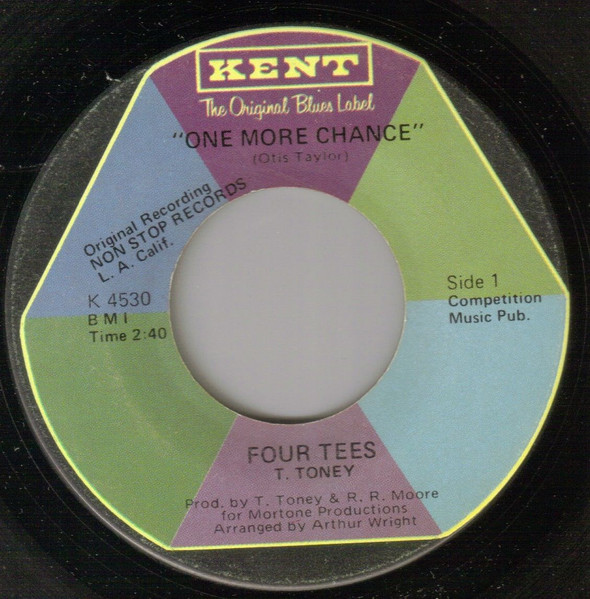 KENT
The Original Blues Label
"ONE MORE CHANCE"
(Otis Taylor)
Original Recording
NON STOP RECORDS
L. A. Calif.
K 4530
B M I
Time 2:40
Side 1
Competition
Music Pub.
FOUR TEES
T. TONEY
Prod. by T. Toney & R. R. Moore
for Mortone Productions
Arranged by Arthur Wright